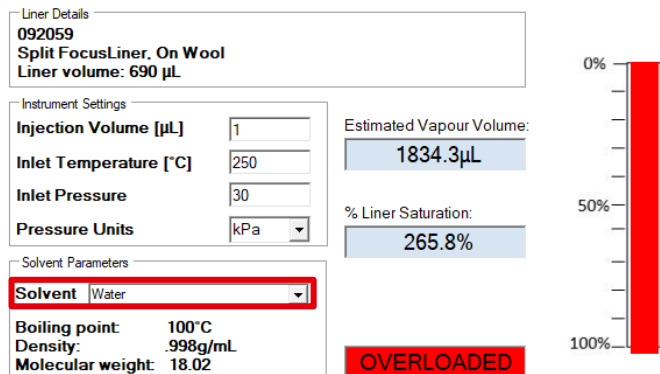 Liner Details
092059
Split FocusLiner, On Wool
Liner volume: 690 µL
Instrument Settings
Injection Volume [µL] 1
Inlet Temperature [°C] 250
Inlet Pressure 30
Pressure Units kPa
Solvent Parameters
Solvent Water
Boiling point: 100°C
Density: .998g/mL
Molecular weight: 18.02
Estimated Vapour Volume:
1834.3µL
% Liner Saturation:
265.8%
OVERLOADED
0%
50%
100%